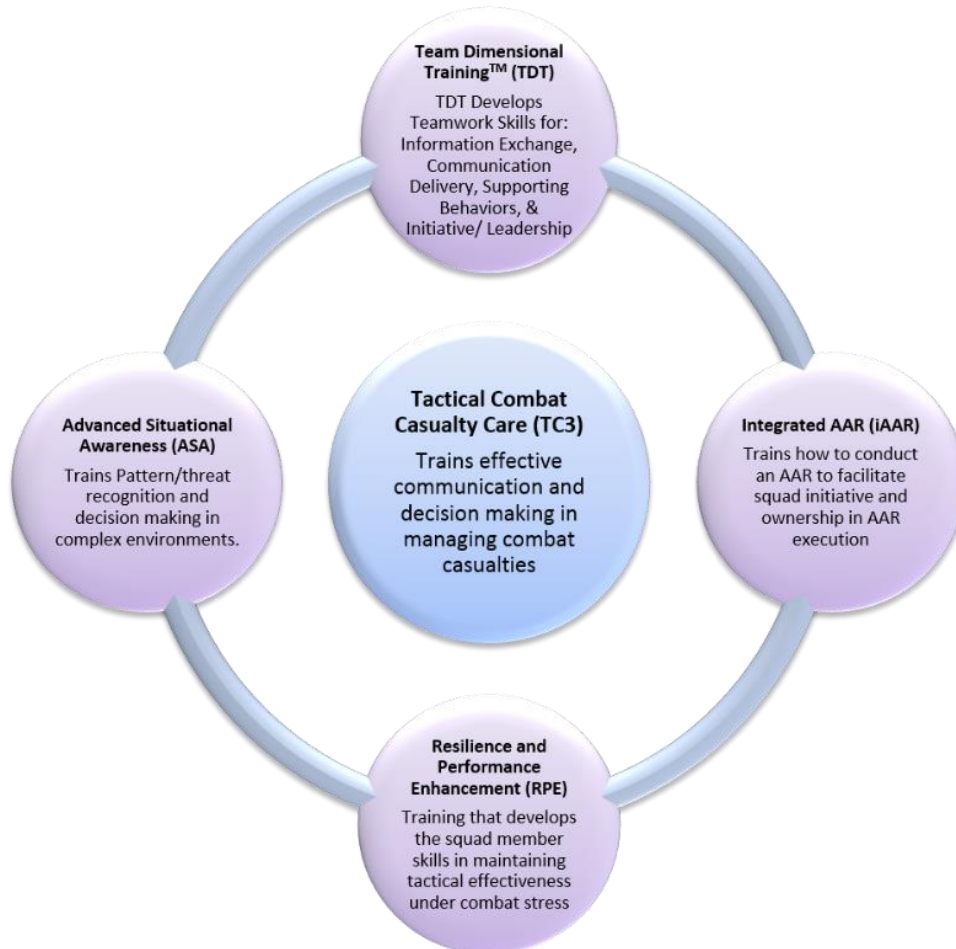 Team Dimensional
Training™ (TDT)
TDT Develops
Teamwork Skills for:
Information Exchange,
Communication
Delivery, Supporting
Behaviors, &
Initiative/ Leadership
Advanced Situational
Awareness (ASA)
Trains Pattern/threat
recognition and
decision making in
complex environments.
Tactical Combat
Casualty Care (TC3)
Trains effective
communication and
decision making in
managing combat
casualties
Integrated AAR (iAAR)
Trains how to conduct
an AAR to facilitate
squad initiative and
ownership in AAR
execution
Resilience and
Performance
Enhancement (RPE)
Training that develops
the squad member
skills in maintaining
tactical effectiveness
under combat stress